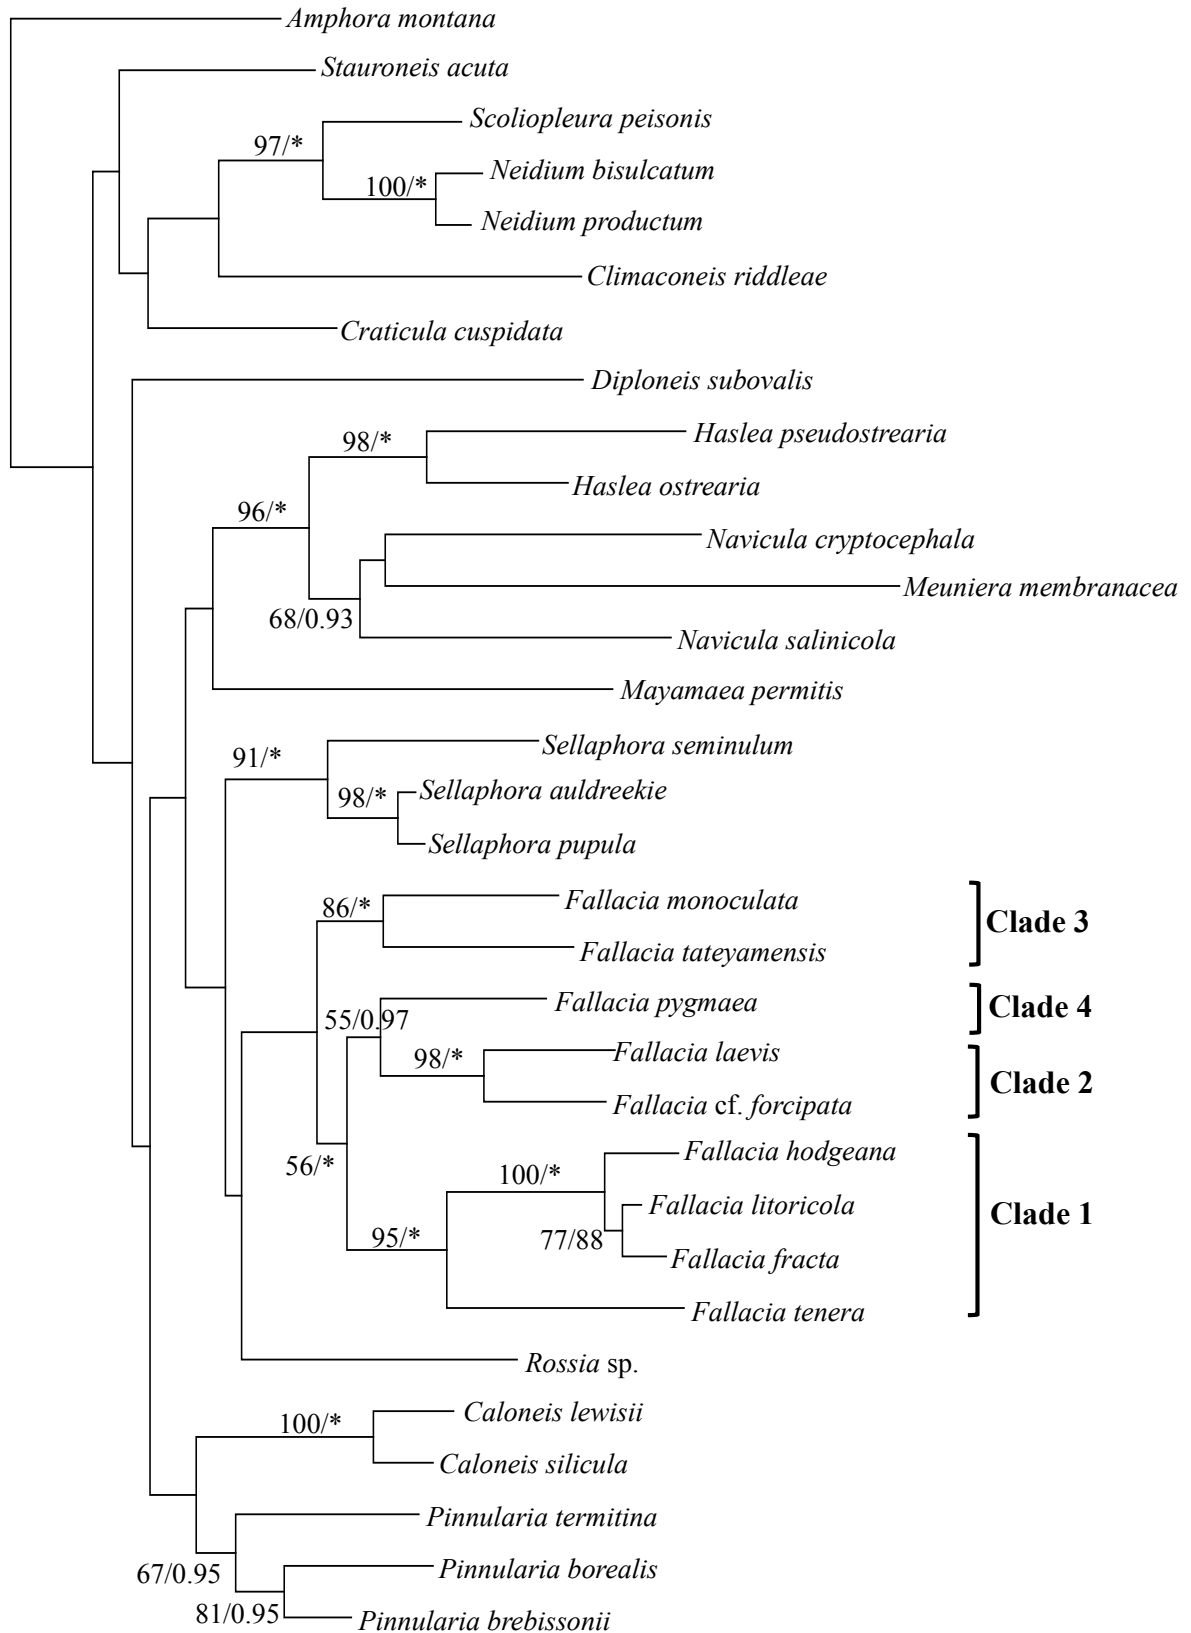 Amphora montana
Stauroneis acuta
Scoliopleura peisonis
97/*
Neidium bisulcatum
100/*
Neidium productum
Climaconeis riddleae
Craticula cuspidata
Diploneis subovalis
Haslea pseudostrearia
98/*
Haslea ostrearia
96/*
Navicula cryptocephala
Meuniera membranacea
68/0.93
Navicula salinicola
Mayamaea permitis
Sellaphora seminulum
91/*
Sellaphora auldreekie
98/*
Sellaphora pupula
Fallacia monoculata
86/*
Clade 3
Fallacia tateyamensis
Fallacia pygmaea
Clade 4
55/0.97
Fallacia laevis
98/*
Clade 2
Fallacia cf. forcipata
Fallacia hodgeana
56/*
100/*
Fallacia litoricola
Clade 1
95/*
77/88
Fallacia fracta
Fallacia tenera
Rossia sp.
Caloneis lewisii
100/*
Caloneis silicula
Pinnularia termitina
Pinnularia borealis
67/0.95
81/0.95
Pinnularia brebissonii